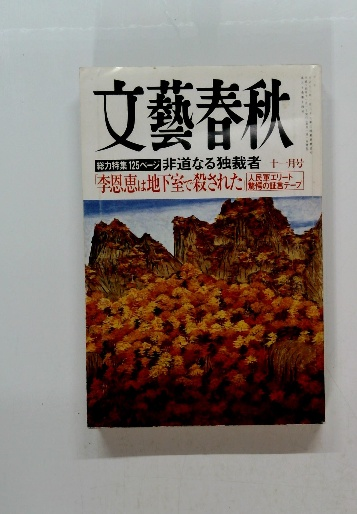 文藝春秋
総力特集125ページ 非道なる独裁者 十一月号
「李恩恵は地下室で殺された」 人民軍エリート
驚愕の証言テープ